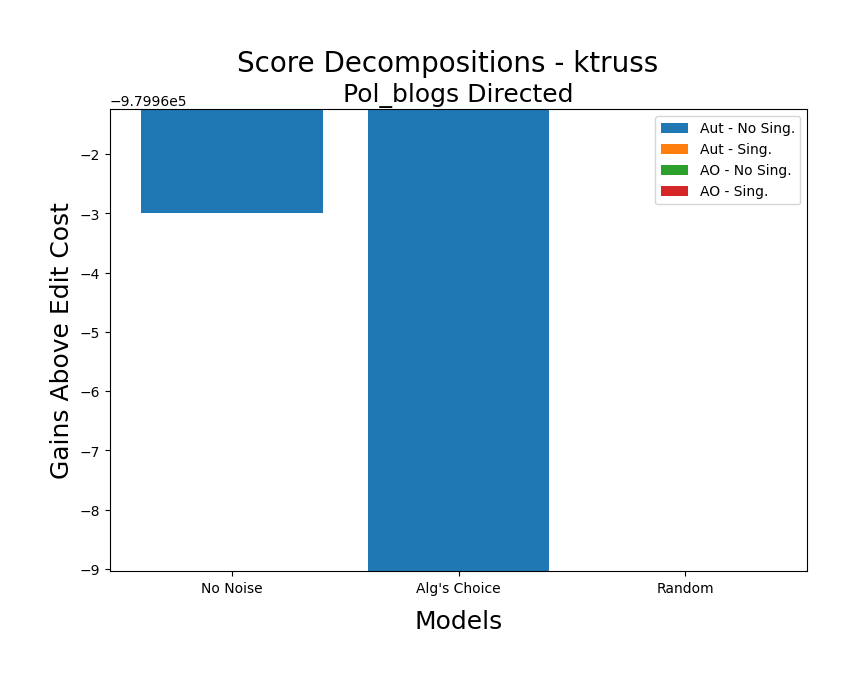 Score Decompositions - ktruss
Pol_blogs Directed
−9.7996e5
Aut - No Sing.
Aut - Sing.
AO - No Sing.
AO - Sing.
−2
−3
−4
−5
−6
−7
−8
−9
Gains Above Edit Cost
No Noise
Alg's Choice
Random
Models